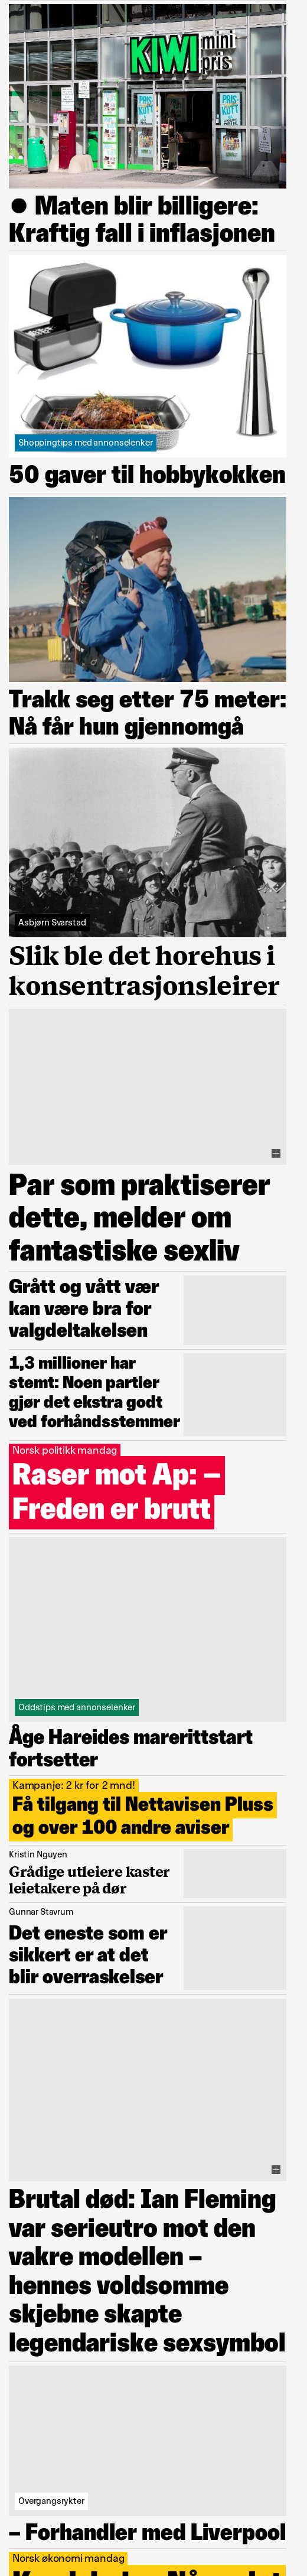 KIWI mini
pris
PRIS
KUTT
PRIS
KUTT
Maten blir billigere:
Kraftig fall i inflasjonen
Shoppingtips med annonselenker
50 gaver til hobbykokken
Trakk seg etter 75 meter:
Nå får hun gjennomgå
Asbjørn Svarstad
Slik ble det horehus i
konsentrasjonsleirer
Par som praktiserer
dette, melder om
fantastiske sexliv
Grått og vått vær
kan være bra for
valgdeltakelsen
1,3 millioner har
stemt: Noen partier
gjør det ekstra godt
ved forhåndsstemmer
Norsk politikk mandag
Raser mot Ap: –
Freden er brutt
Oddstips med annonselenker
Åge Hareides marerittstart
fortsetter
Kampanje: 2 kr for 2 mnd!
Få tilgang til Nettavisen Pluss
og over 100 andre aviser
Kristin Nguyen
Grådige utleiere kaster
leietakere på dør
Gunnar Stavrum
Det eneste som er
sikkert er at det
blir overraskelser
Brutal død: Ian Fleming
var serieutro mot den
vakre modellen –
hennes voldsomme
skjebne skapte
legendariske sexsymbol
Overgangsrykter
– Forhandler med Liverpool
Norsk økonomi mandag